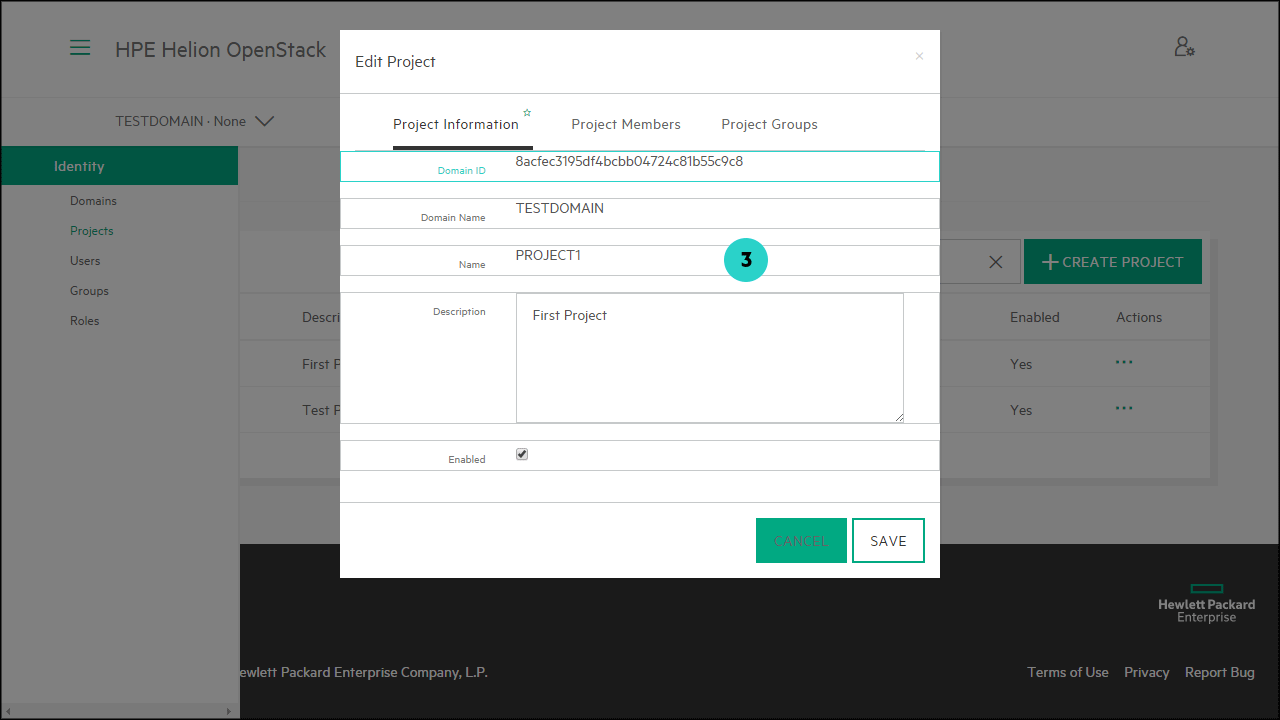 HPE Helion OpenStack
TESTDOMAIN · None
Identity
Domains
Projects
Users
Groups
Roles
Edit Project
×
Project Information
Project Members
Project Groups
Domain ID 8acfec3195df4bcbb04724c81b55c9c8
Domain Name TESTDOMAIN
Name PROJECT1
3
Description First Project
Enabled
CANCEL SAVE
CREATE PROJECT
Descri Enabled Actions
First P Yes
Test P Yes
Hewlett Packard
Enterprise
ewlett Packard Enterprise Company, L.P.
Terms of Use Privacy Report Bug